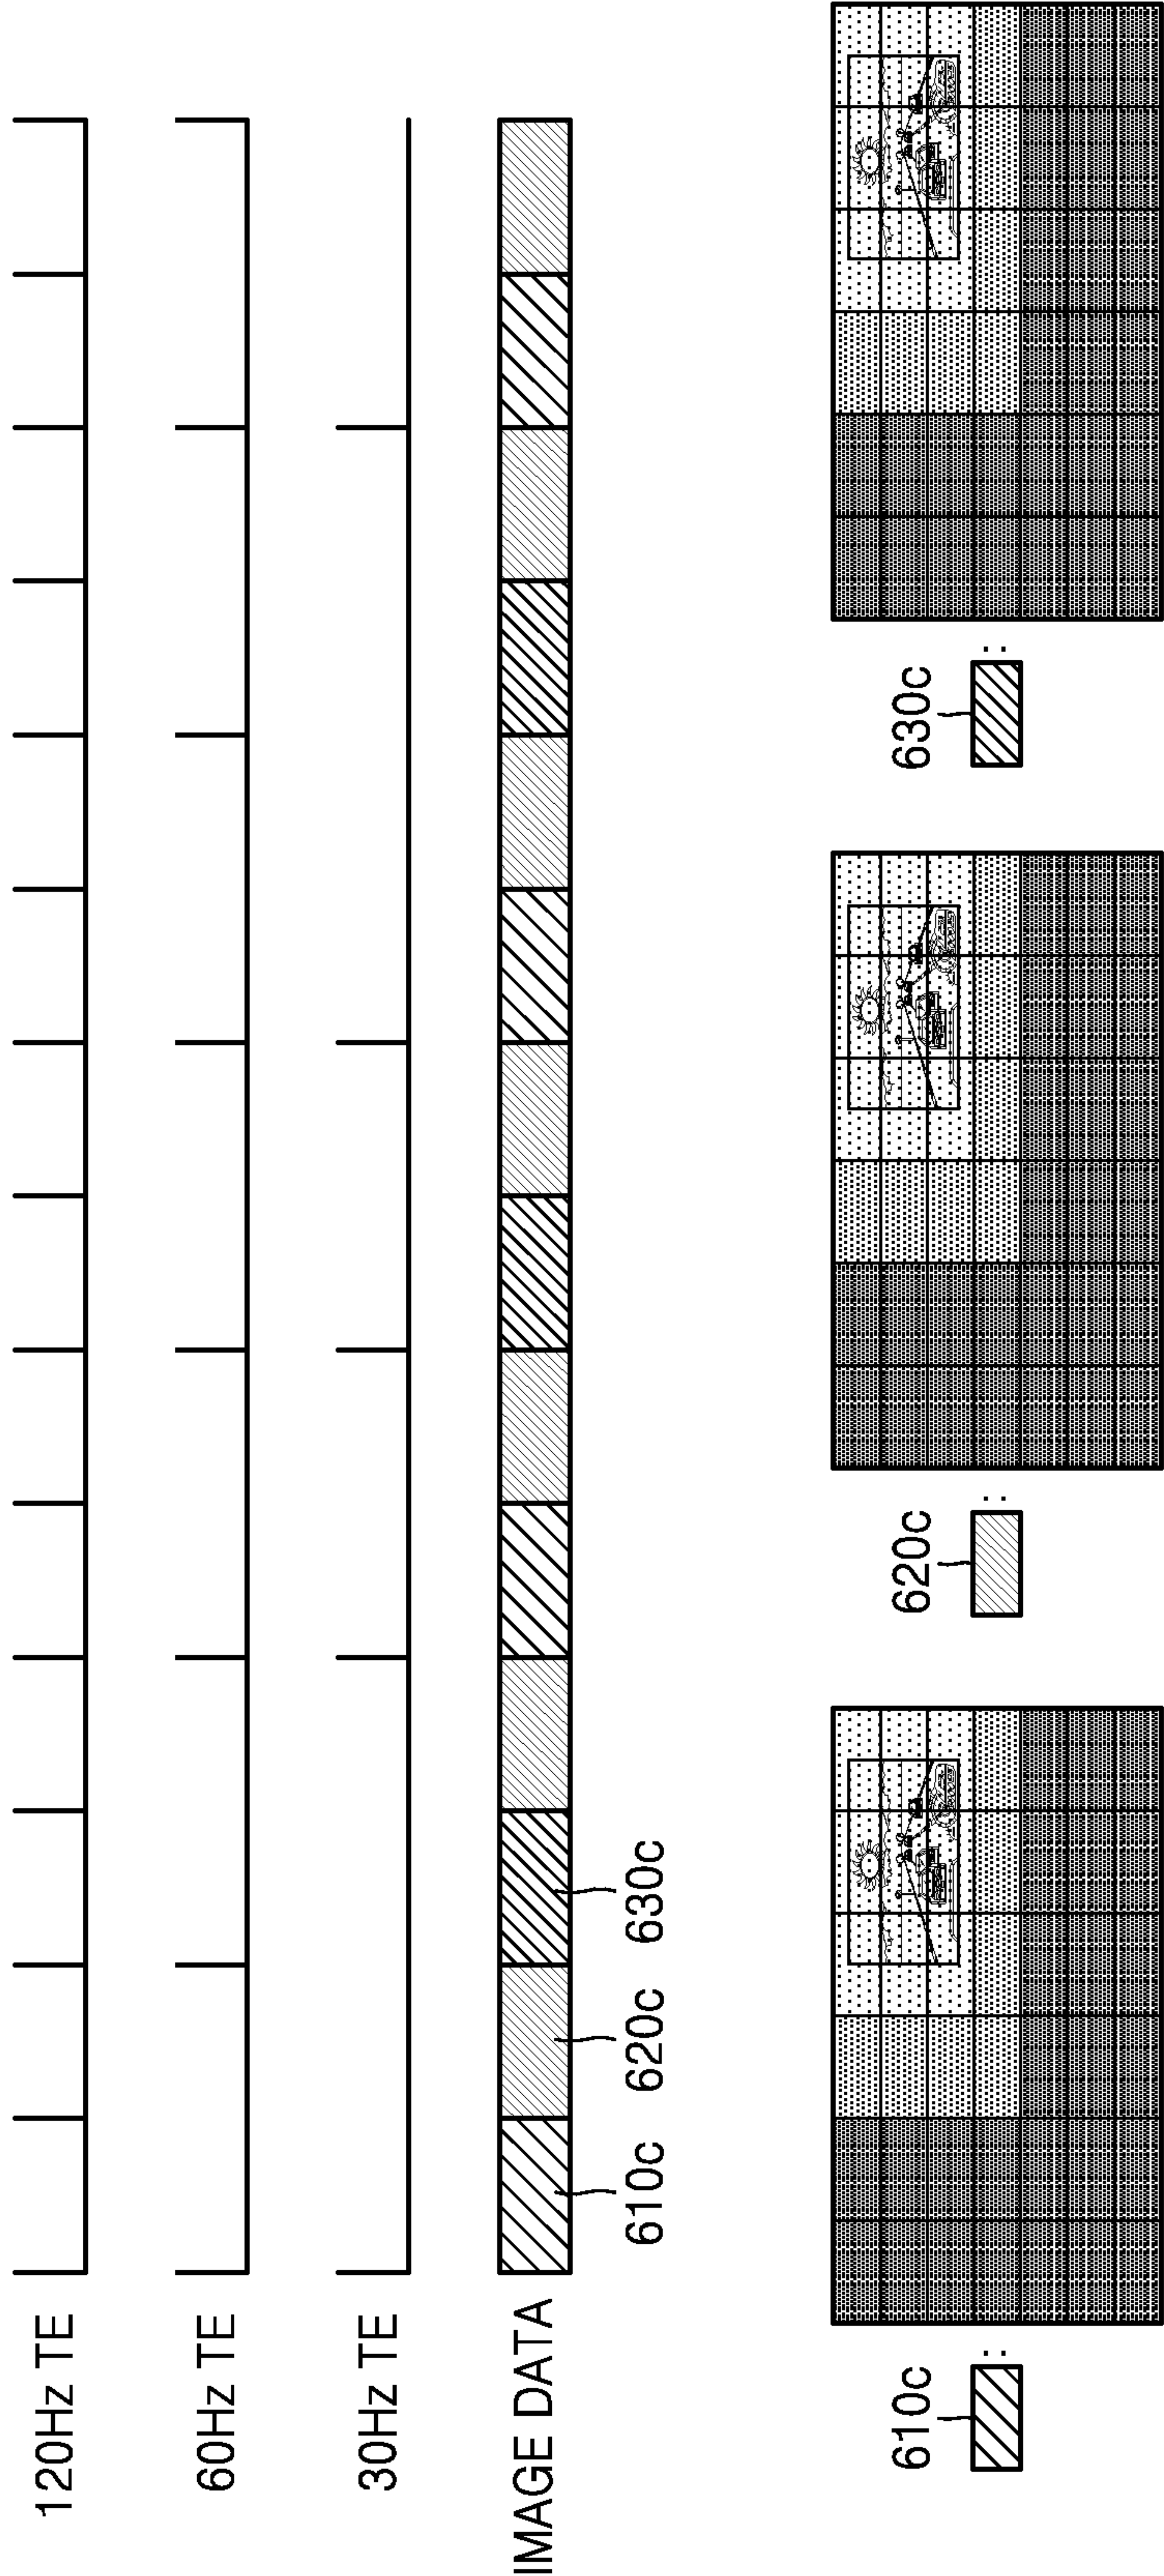 120Hz TE
60Hz TE
30Hz TE
IMAGE DATA
610c 620c 630c
610c :
620c :
630c :